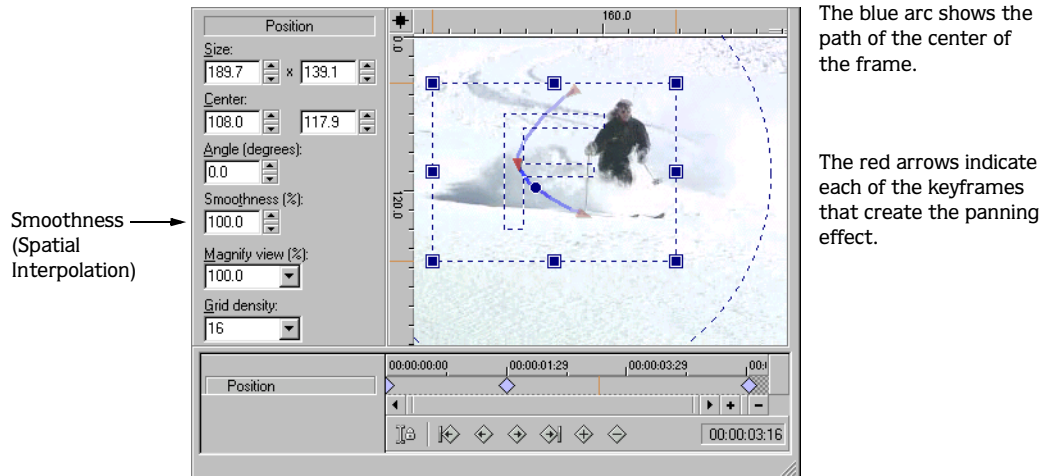 Position
Size:
189.7 x 139.1
Center:
108.0 117.9
Angle (degrees):
0.0
Smoothness (%):
100.0
Magnify view (%):
100.0
Grid density:
16
160.0
0.0
120.0
Smoothness
(Spatial
Interpolation)
The blue arc shows the
path of the center of
the frame.
The red arrows indicate
each of the keyframes
that create the panning
effect.
00:00:00:00 00:00:01:29 00:00:03:29 00:
Position
00:00:03:16